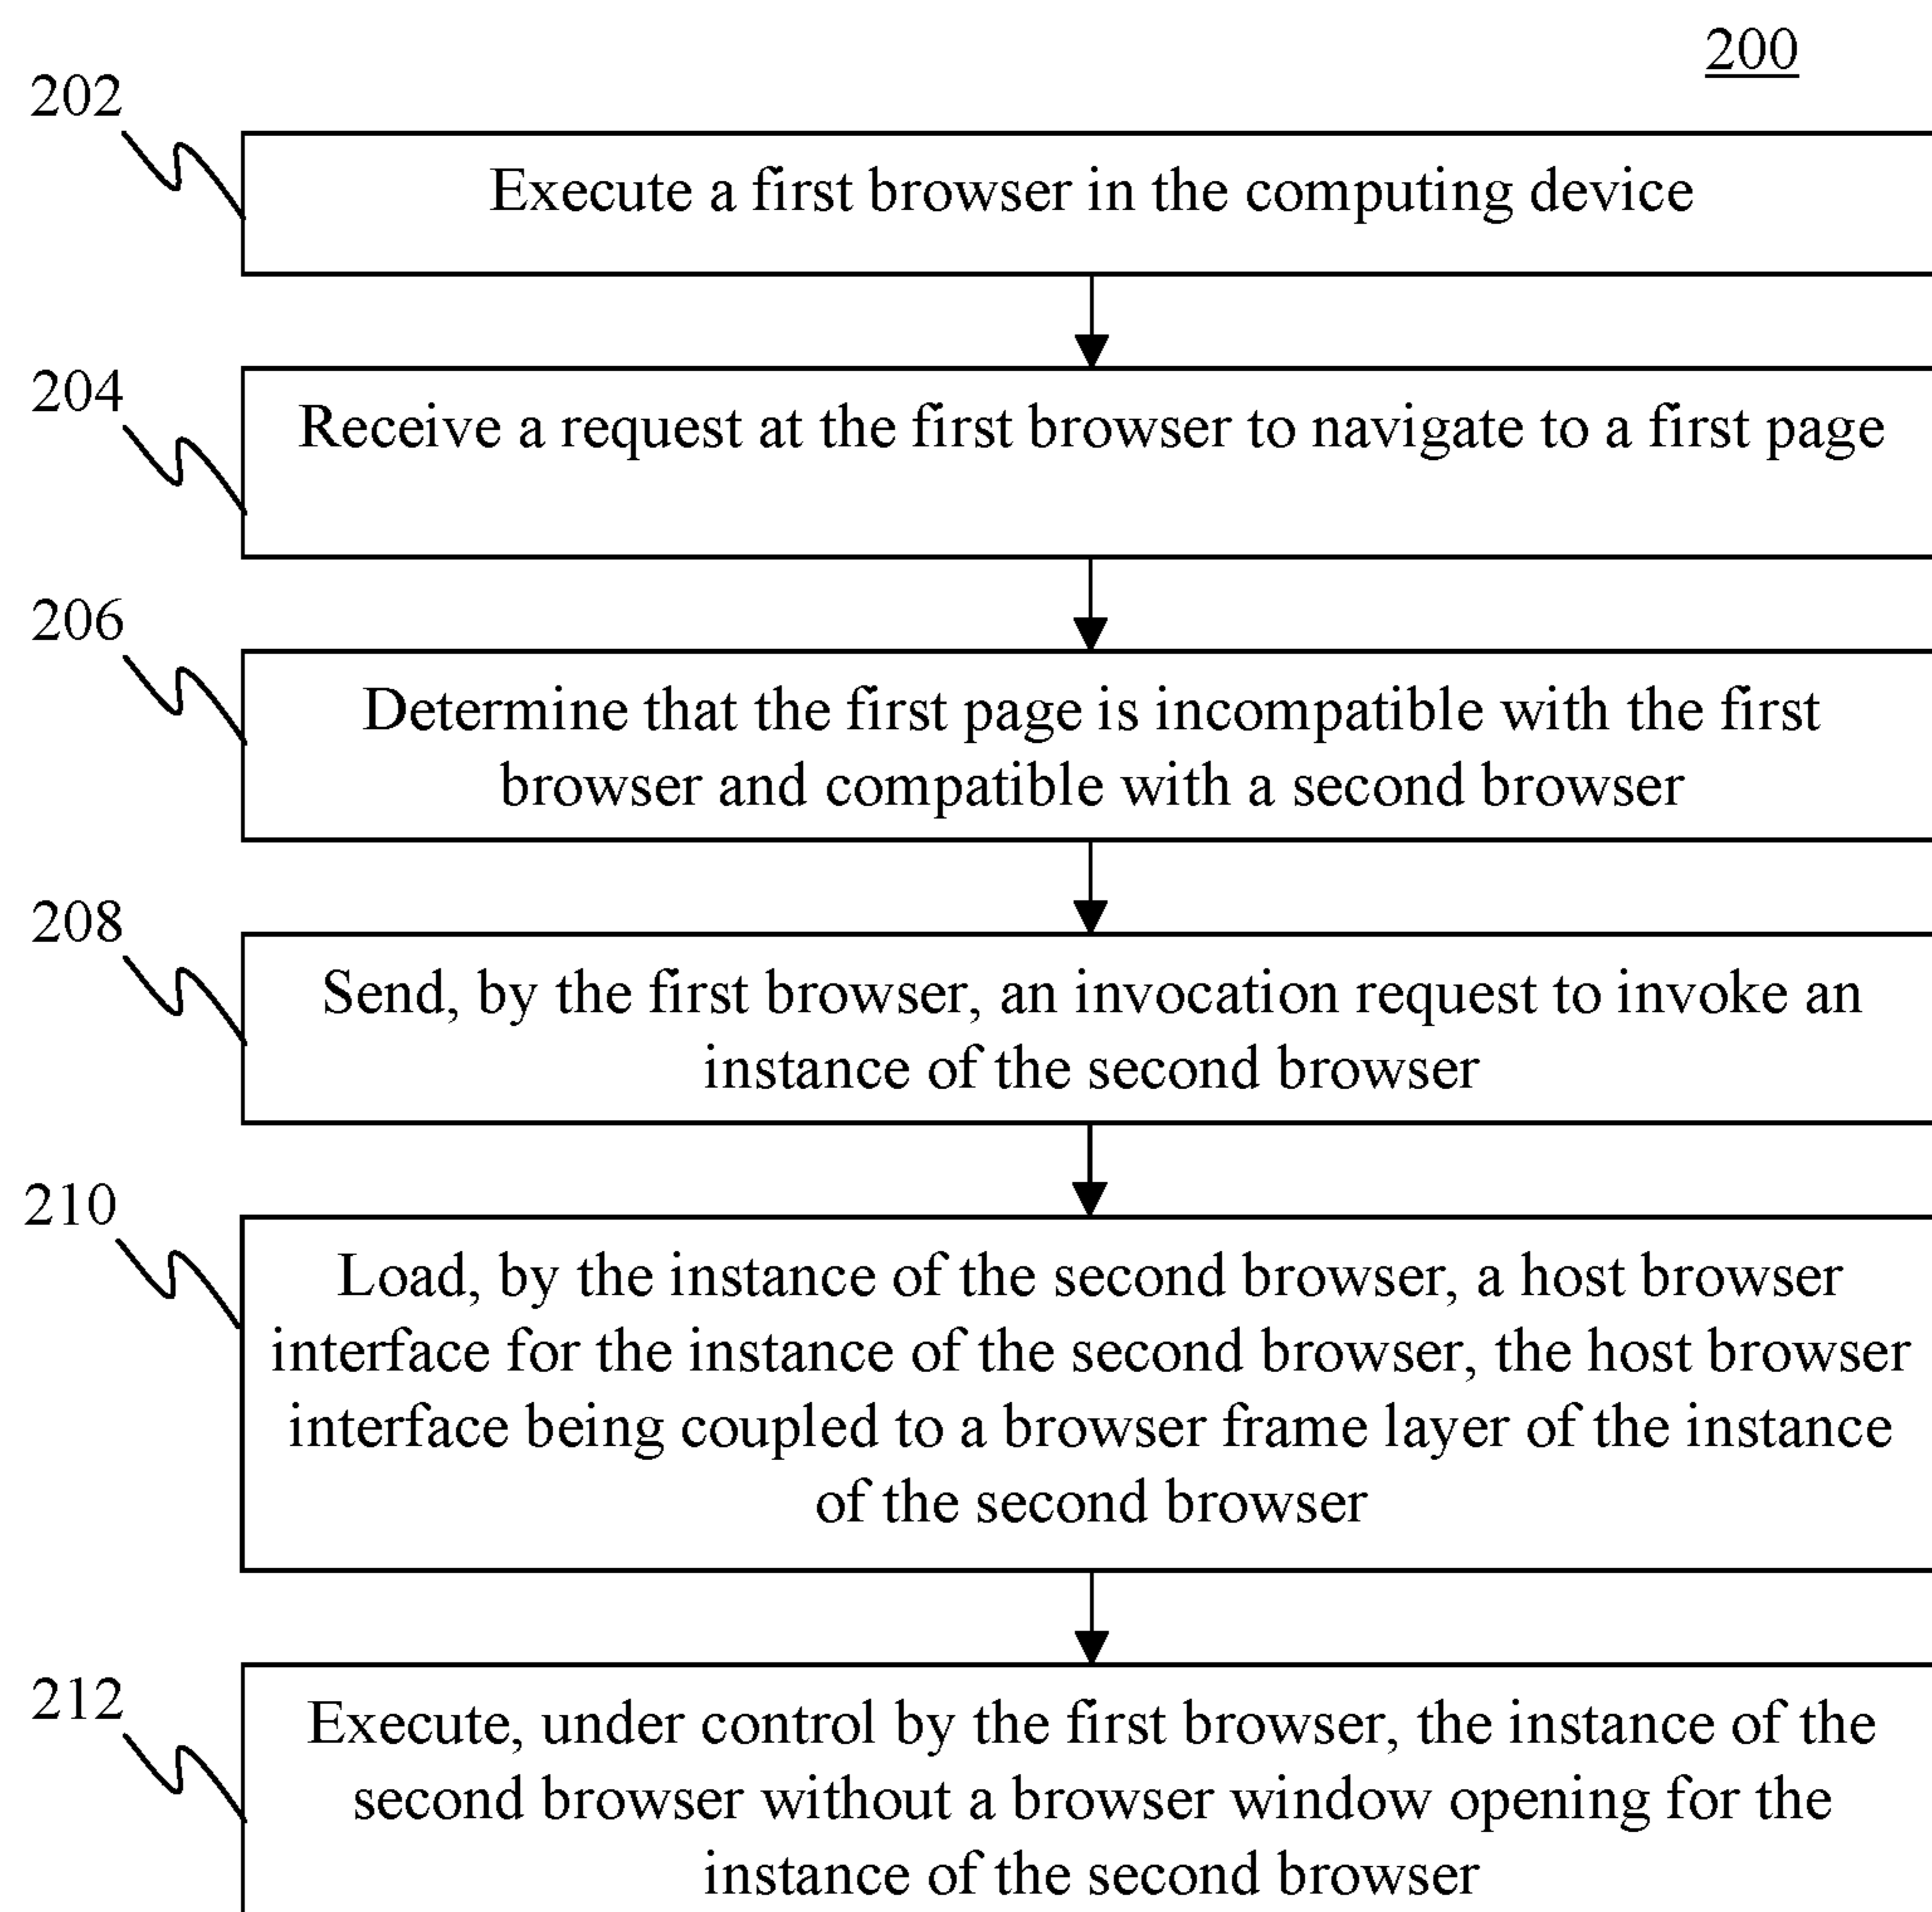 200
202
Execute a first browser in the computing device
204
Receive a request at the first browser to navigate to a first page
206
Determine that the first page is incompatible with the first
browser and compatible with a second browser
208
Send, by the first browser, an invocation request to invoke an
instance of the second browser
210
Load, by the instance of the second browser, a host browser
interface for the instance of the second browser, the host browser
interface being coupled to a browser frame layer of the instance
of the second browser
212
Execute, under control by the first browser, the instance of the
second browser without a browser window opening for the
instance of the second browser